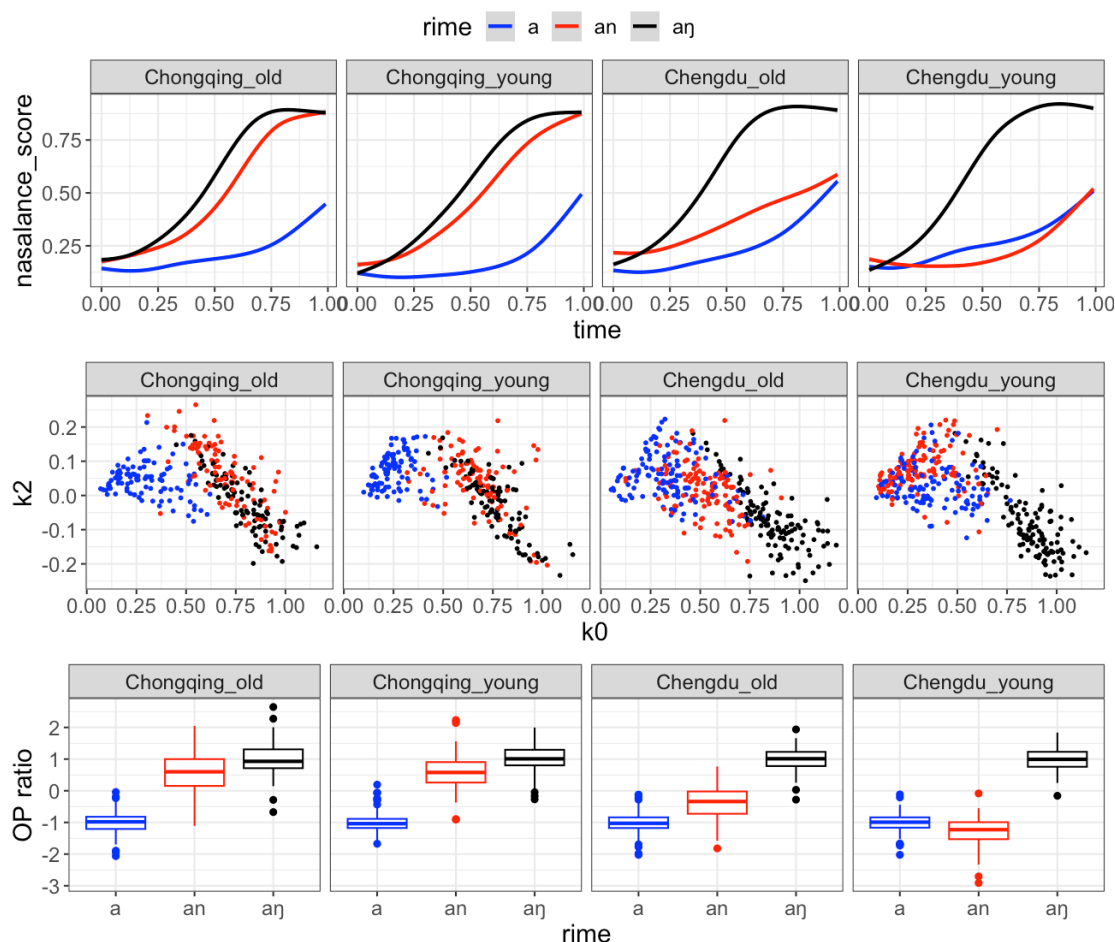 rime a an aŋ
Chongqing_old Chongqing_young Chengdu_old Chengdu_young
nasalance_score
0.75
0.50
0.25
0.00 0.25 0.50 0.75 1.00 0.00 0.25 0.50 0.75 1.00 0.00 0.25 0.50 0.75 1.00 0.00 0.25 0.50 0.75 1.00
time
Chongqing_old Chongqing_young Chengdu_old Chengdu_young
k2
0.2
0.1
0.0
-0.1
-0.2
0.00 0.25 0.50 0.75 1.00 0.00 0.25 0.50 0.75 1.00 0.00 0.25 0.50 0.75 1.00 0.00 0.25 0.50 0.75 1.00
k0
Chongqing_old Chongqing_young Chengdu_old Chengdu_young
OP ratio
2
1
0
-1
-2
-3
a an aŋ a an aŋ a an aŋ a an aŋ
rime